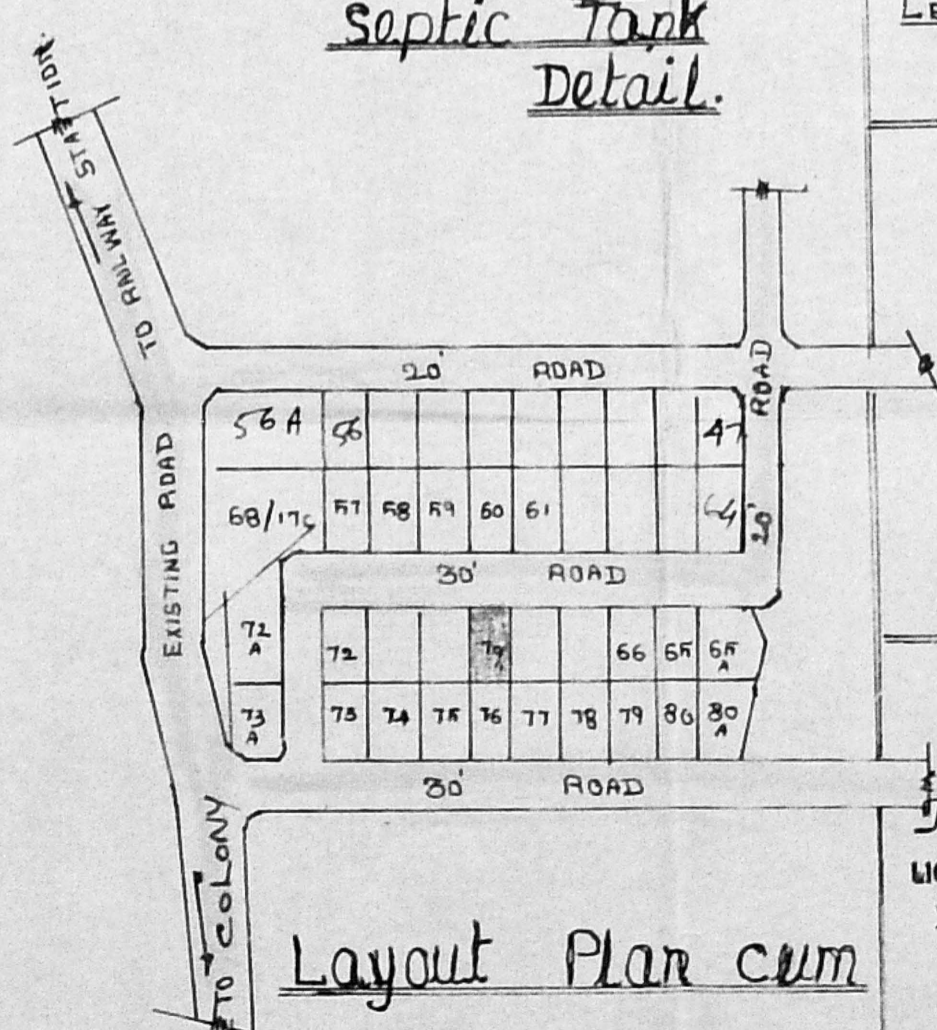 Septic Tank
Detail.
TO RAILWAY STATION.
20' ROAD
EXISTING ROAD
ROAD
20'
56A 56 47
68/17c 57 58 59 60 61 64
30' ROAD
72 A 72 66 65 65 A
73 A 73 74 75 76 77 78 79 80 80 A
30' ROAD
TO COLONY
Layout Plan cum